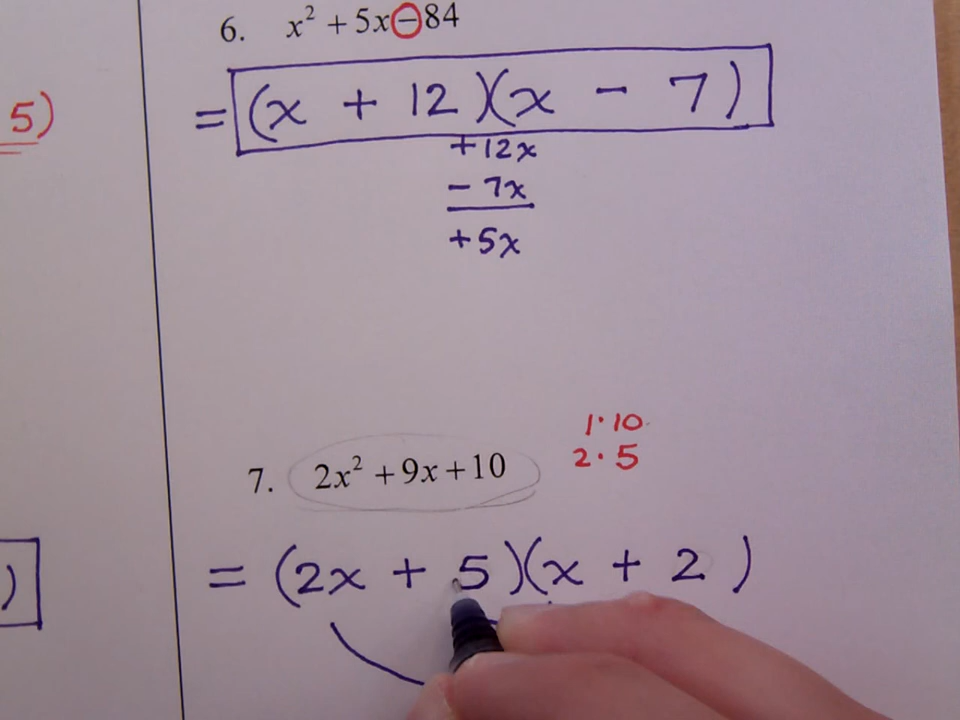 6. x² + 5x − 84
5)
= (x + 12)(x − 7)
+12x
− 7x
+5x
1·10
2·5
7. 2x² + 9x + 10
)
= (2x + 5)(x + 2)